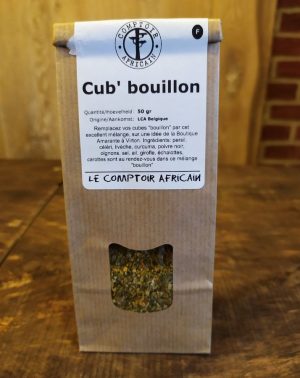 COMPTOIR
AFRICAIN
F
Cub' bouillon
Quantité/Hoeveelheid : 50 gr
Origine/Aankomst: LCA Belgique
Remplacez vos cubes "bouillon" par cet
excellent mélange: sur une idée de la Boutique
Amarante à Virton. Ingrédients: persil,
céléri, livèche, curcuma, poivre noir,
oignons, sel, ail, girofle, échalottes,
carottes sont au rendez-vous dans ce mélange
"bouillon"
LE COMPTOIR AFRICAIN